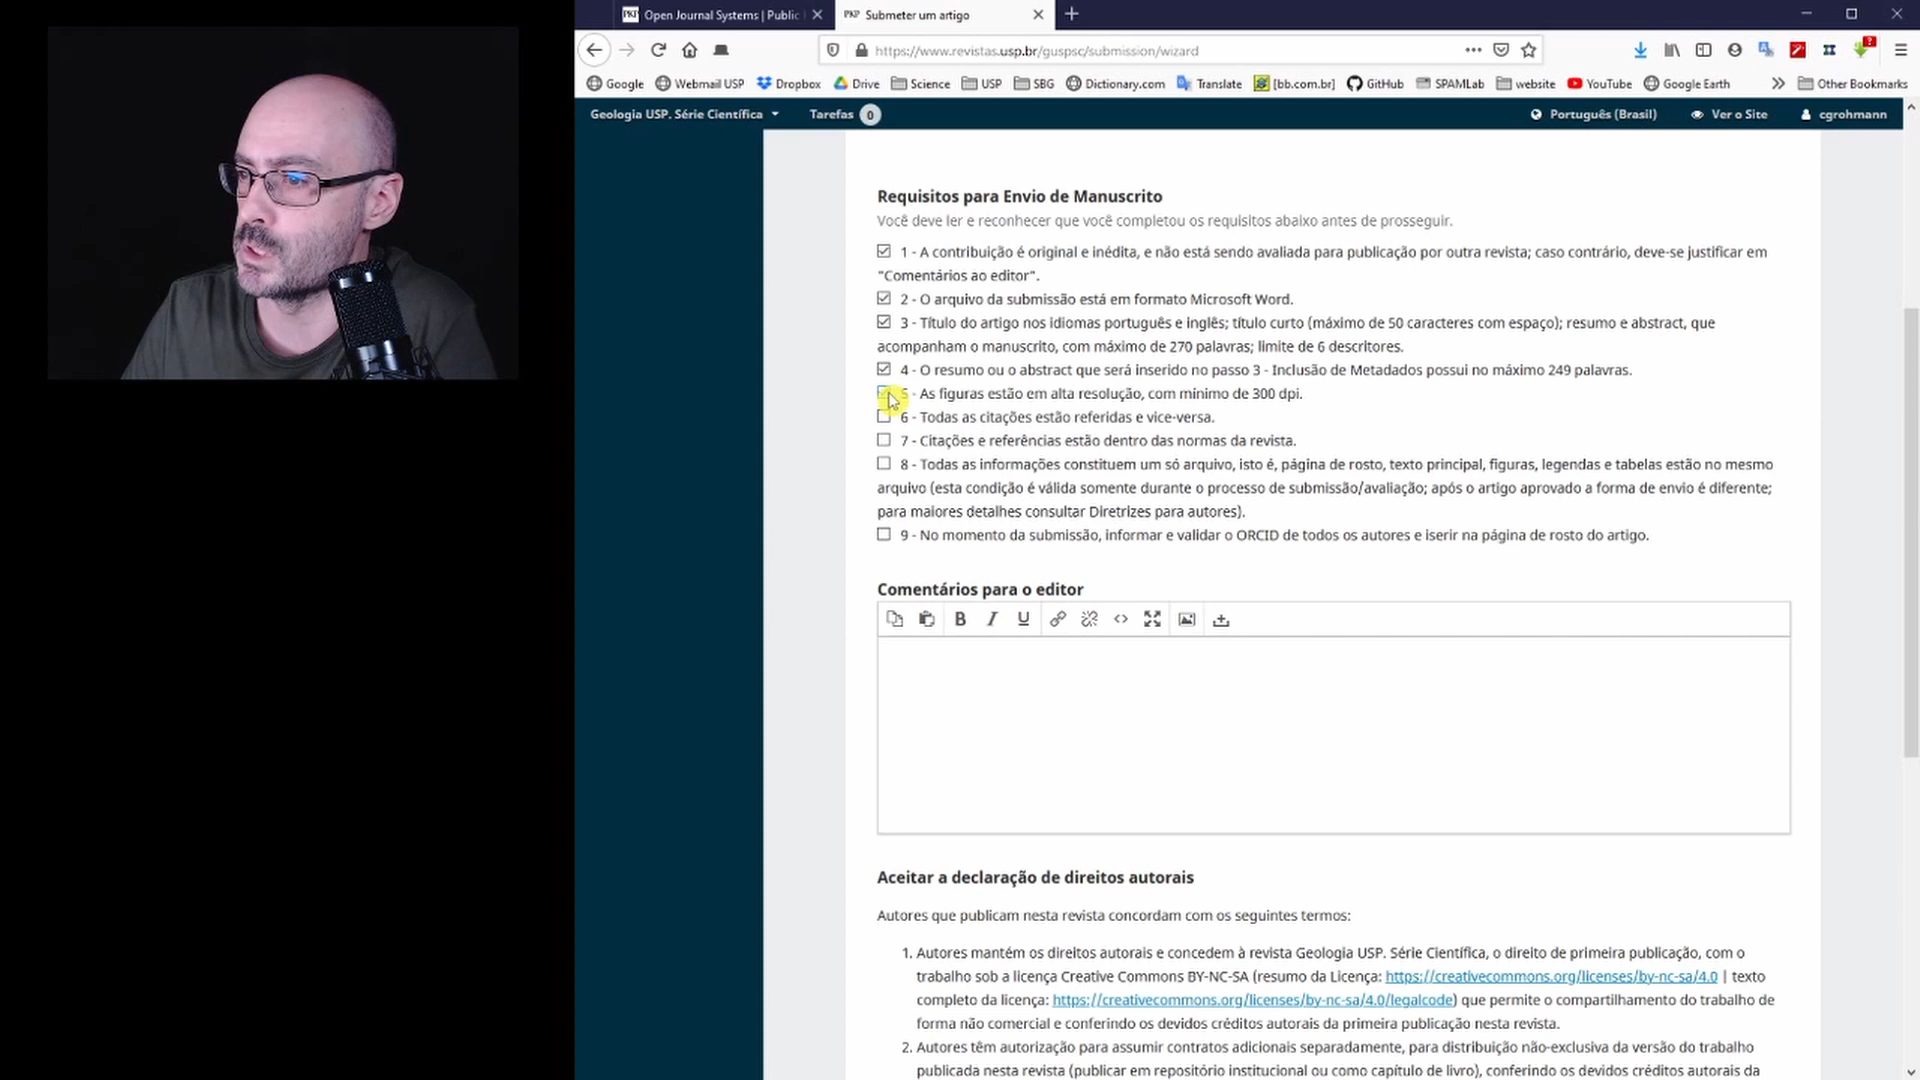 Open Journal Systems | Public
Submeter um artigo
https://www.revistas.usp.br/guspsc/submission/wizard
Google Webmail USP Dropbox Drive Science USP SBG Dictionary.com Translate [bb.com.br] GitHub SPAMLab website YouTube Google Earth Other Bookmarks
Geologia USP. Série Científica Tarefas 0 Português (Brasil) Ver o Site cgrohmann
Requisitos para Envio de Manuscrito
Você deve ler e reconhecer que você completou os requisitos abaixo antes de prosseguir.
1 - A contribuição é original e inédita, e não está sendo avaliada para publicação por outra revista; caso contrário, deve-se justificar em
"Comentários ao editor".
2 - O arquivo da submissão está em formato Microsoft Word.
3 - Título do artigo nos idiomas português e inglês; título curto (máximo de 50 caracteres com espaço); resumo e abstract, que
acompanham o manuscrito, com máximo de 270 palavras; limite de 6 descritores.
4 - O resumo ou o abstract que será inserido no passo 3 - Inclusão de Metadados possui no máximo 249 palavras.
5 - As figuras estão em alta resolução, com mínimo de 300 dpi.
6 - Todas as citações estão referidas e vice-versa.
7 - Citações e referências estão dentro das normas da revista.
8 - Todas as informações constituem um só arquivo, isto é, página de rosto, texto principal, figuras, legendas e tabelas estão no mesmo
arquivo (esta condição é válida somente durante o processo de submissão/avaliação; após o artigo aprovado a forma de envio é diferente;
para maiores detalhes consultar Diretrizes para autores).
9 - No momento da submissão, informar e validar o ORCID de todos os autores e iserir na página de rosto do artigo.
Comentários para o editor
B I U
Aceitar a declaração de direitos autorais
Autores que publicam nesta revista concordam com os seguintes termos:
1. Autores mantém os direitos autorais e concedem à revista Geologia USP. Série Científica, o direito de primeira publicação, com o
trabalho sob a licença Creative Commons BY-NC-SA (resumo da Licença: https://creativecommons.org/licenses/by-nc-sa/4.0 | texto
completo da licença: https://creativecommons.org/licenses/by-nc-sa/4.0/legalcode) que permite o compartilhamento do trabalho de
forma não comercial e conferindo os devidos créditos autorais da primeira publicação nesta revista.
2. Autores têm autorização para assumir contratos adicionais separadamente, para distribuição não-exclusiva da versão do trabalho
publicada nesta revista (publicar em repositório institucional ou como capítulo de livro), conferindo os devidos créditos autorais da